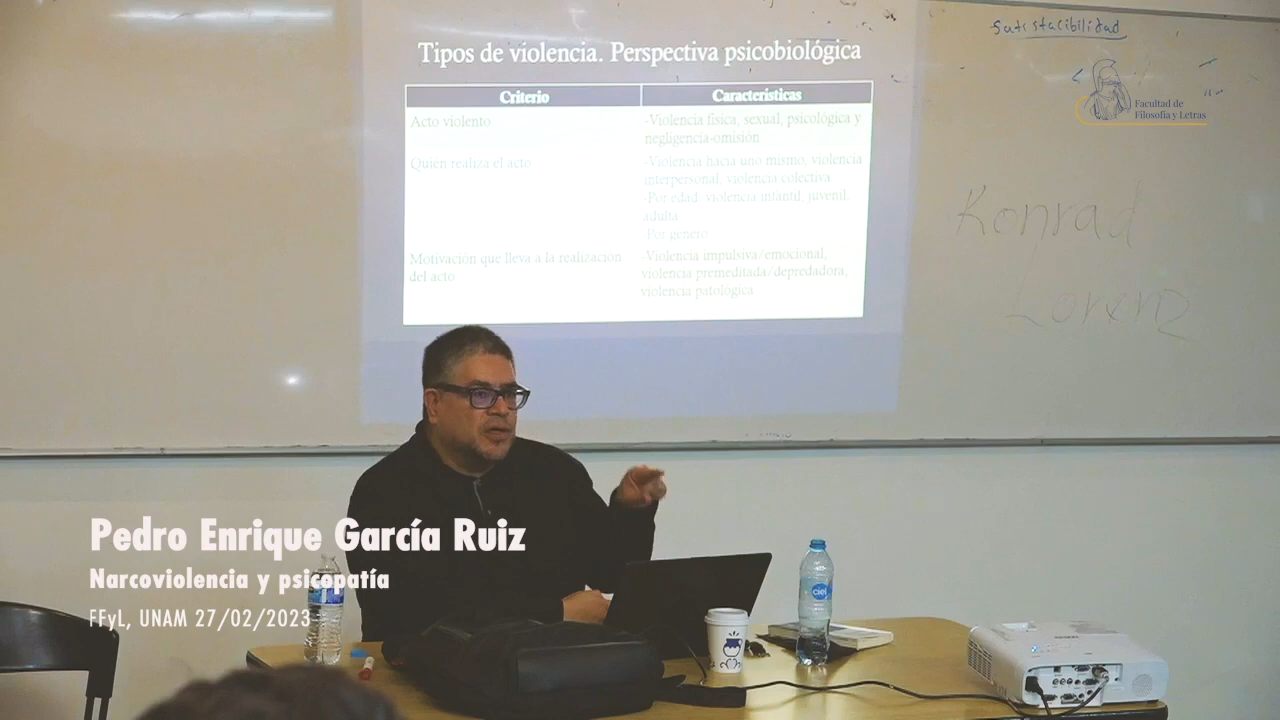 Satisfacibilidad
Facultad de
Filosofía y Letras
Tipos de violencia. Perspectiva psicobiológica
Criterio
Características
Acto violento
-Violencia física, sexual, psicológica y
negligencia-omisión
Quién realiza el acto
-Violencia hacia uno mismo, violencia
interpersonal, violencia colectiva
-Por edad: violencia infantil, juvenil,
adulta
-Por género
Motivación que lleva a la realización
del acto
-Violencia impulsiva/emocional,
violencia premeditada/depredadora,
violencia patológica
Konrad
Lorenz
Pedro Enrique García Ruiz
Narcoviolencia y psicopatía
FFyL, UNAM 27/02/2023
ciel